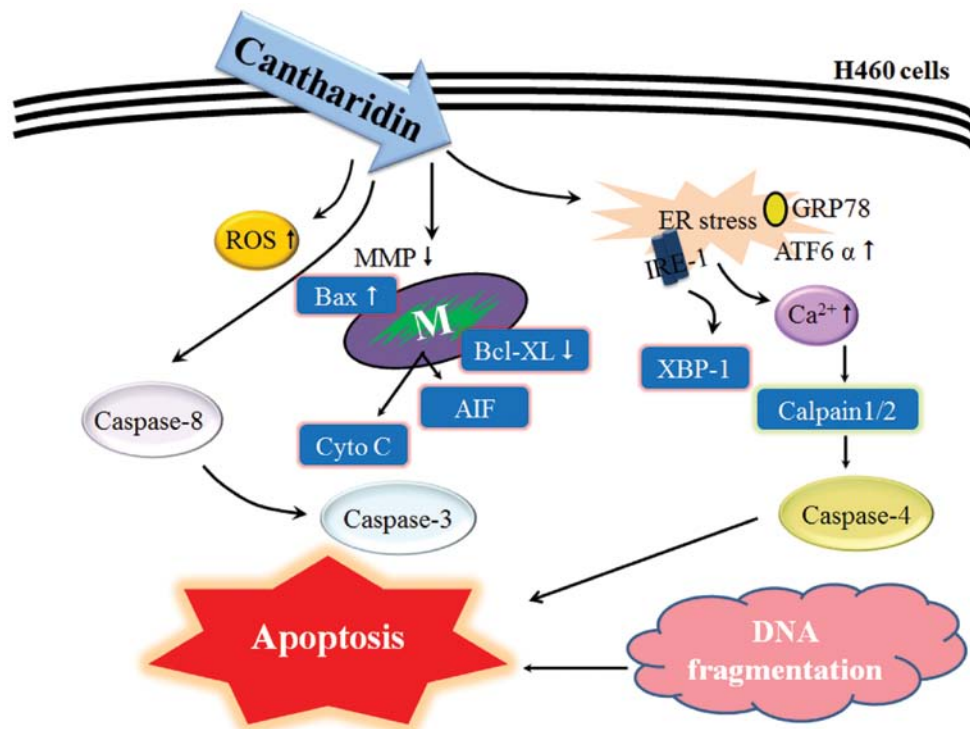 Cantharidin
H460 cells
ROS ↑
MMP ↓
Bax ↑
M
Bcl-XL ↓
AIF
Cyto C
Caspase-8
Caspase-3
ER stress
GRP78
ATF6 α ↑
IRE-1
Ca²⁺ ↑
XBP-1
Calpain1/2
Caspase-4
Apoptosis
DNA
fragmentation